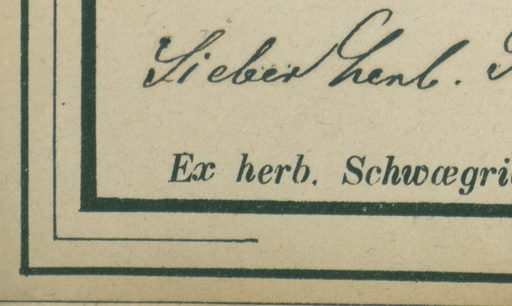 Sieber herb.
Ex herb. Schwægri